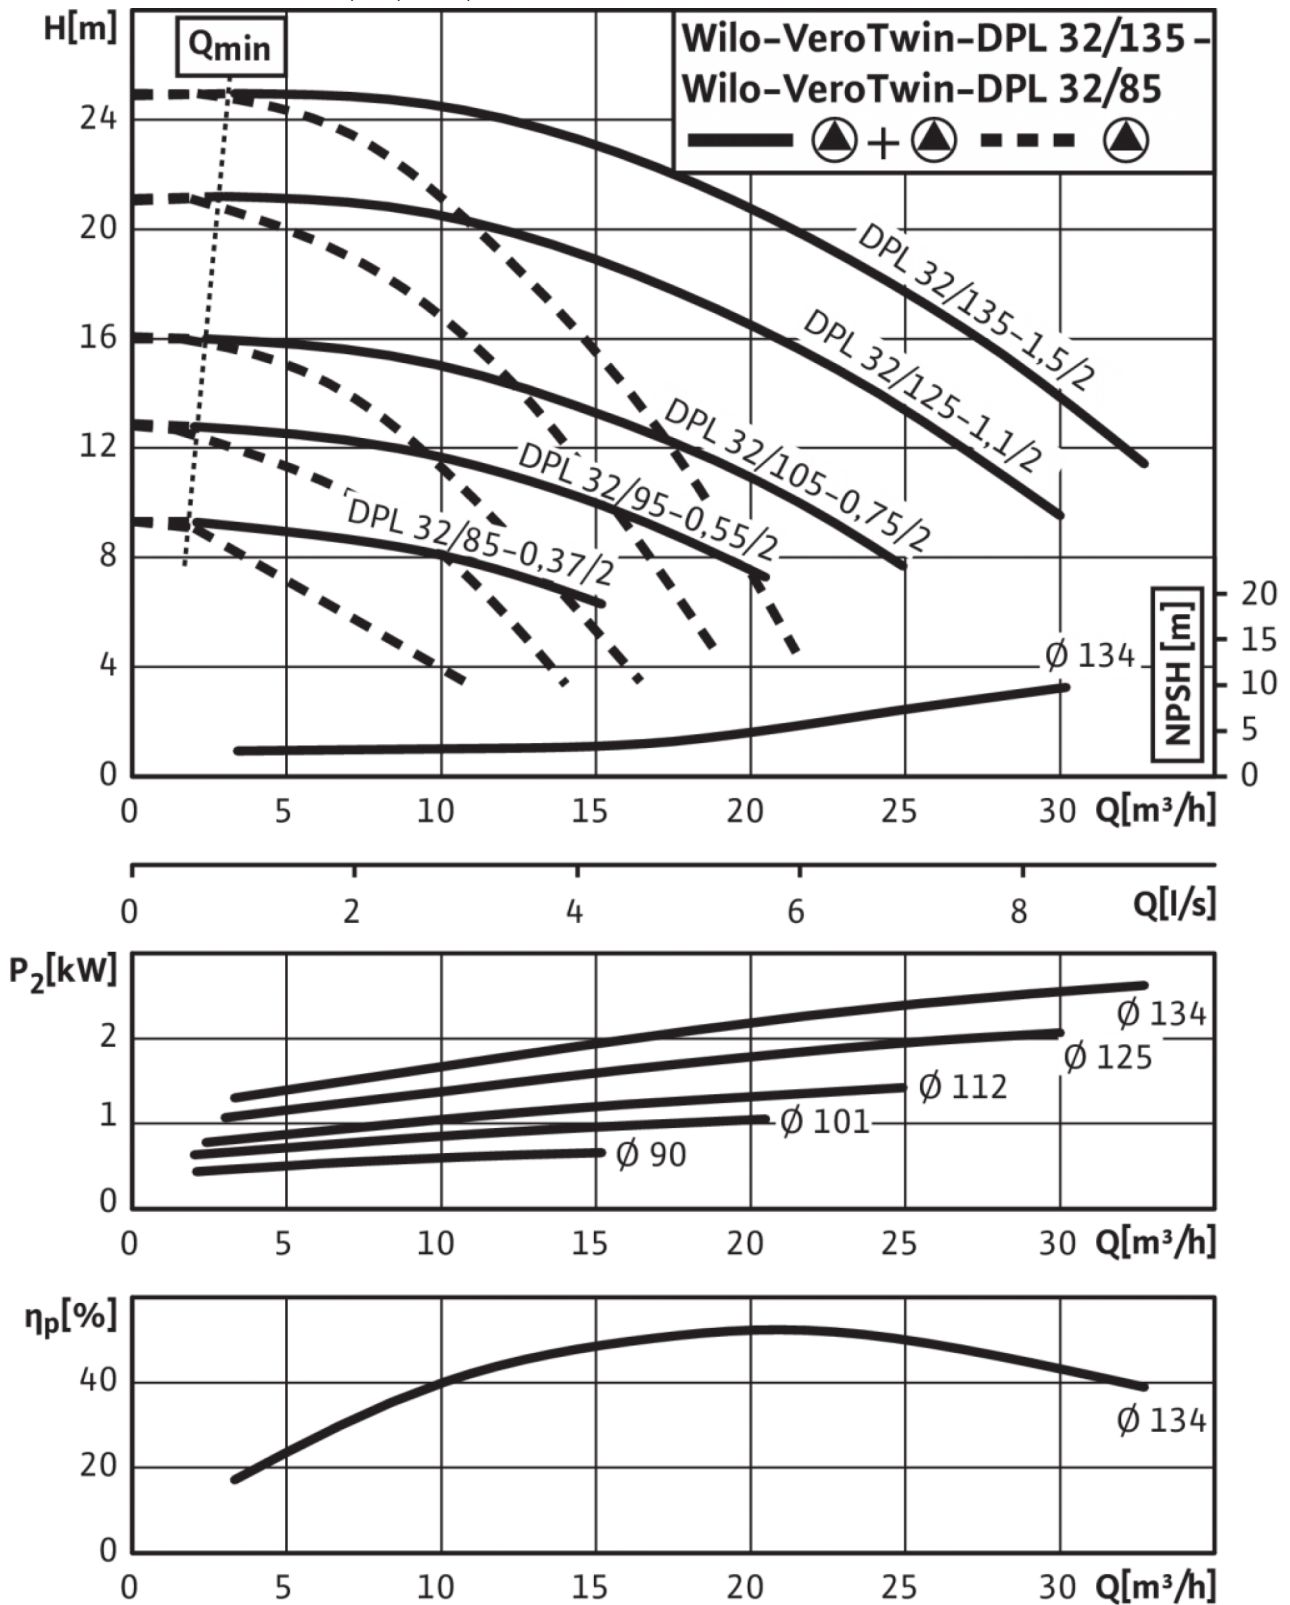 H[m]
Qmin
Wilo-VeroTwin-DPL 32/135 -
Wilo-VeroTwin-DPL 32/85
+
24
20
16
12
8
4
0
DPL 32/135-1,5/2
DPL 32/125-1,1/2
DPL 32/105-0,75/2
DPL 32/95-0,55/2
DPL 32/85-0,37/2
Ø 134
NPSH [m]
20
15
10
5
0
0 5 10 15 20 25 30 Q[m³/h]
0 2 4 6 8 Q[l/s]
P2[kW]
2
1
0
Ø 134
Ø 125
Ø 112
Ø 101
Ø 90
0 5 10 15 20 25 30 Q[m³/h]
ηp[%]
40
20
0
Ø 134
0 5 10 15 20 25 30 Q[m³/h]